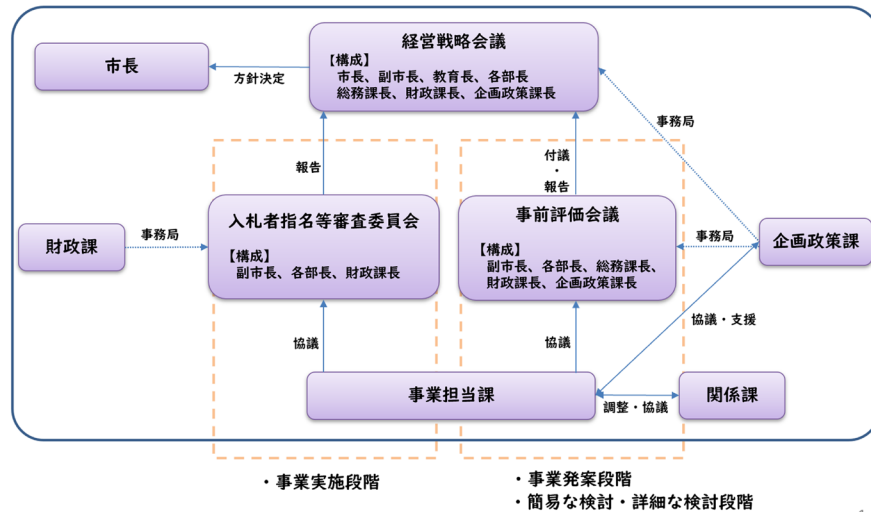 経営戦略会議
【構成】
市長、副市長、教育長、各部長
総務課長、財政課長、企画政策課長
市長
方針決定
事務局
報告
付議
・
報告
入札者指名等審査委員会
【構成】
副市長、各部長、財政課長
事前評価会議
【構成】
副市長、各部長、総務課長、
財政課長、企画政策課長
財政課
事務局
事務局
企画政策課
協議・支援
協議
協議
事業担当課
調整・協議
関係課
・事業実施段階
・事業発案段階
・簡易な検討・詳細な検討段階